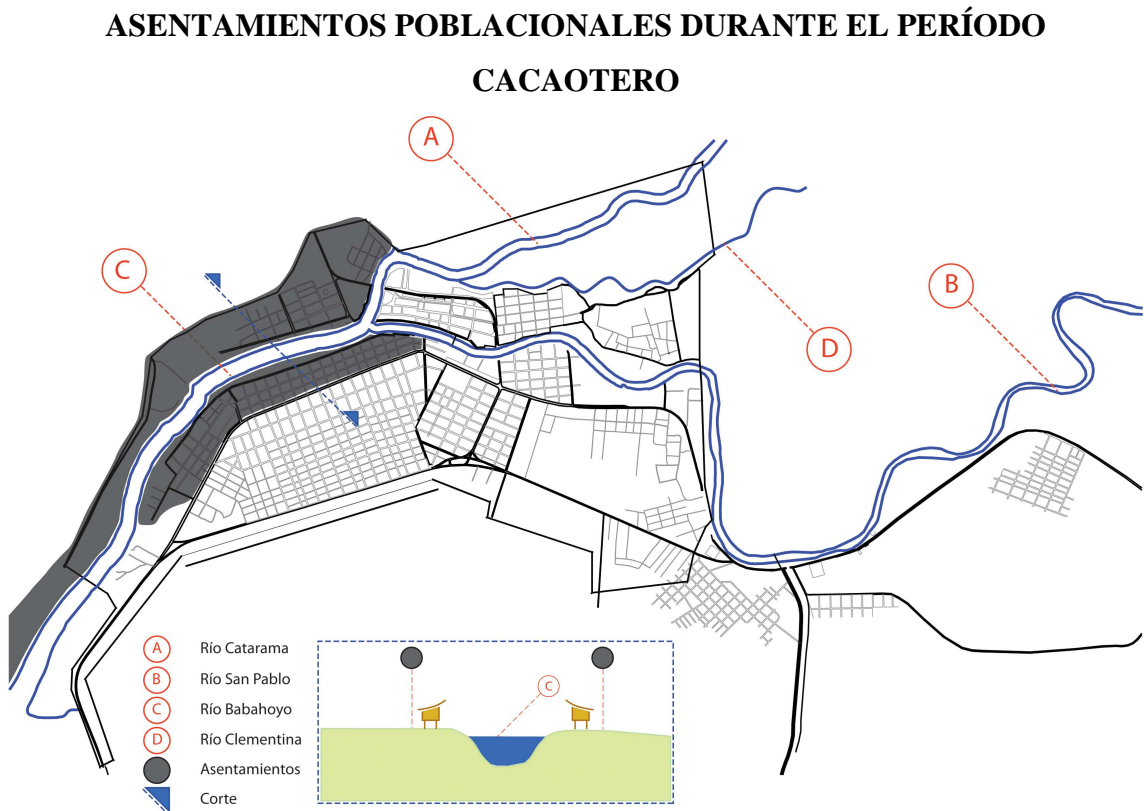 ASENTAMIENTOS POBLACIONALES DURANTE EL PERÍODO
CACAOTERO
A
C
B
D
A Río Catarama
B Río San Pablo
C Río Babahoyo
D Río Clementina
Asentamientos
Corte
C